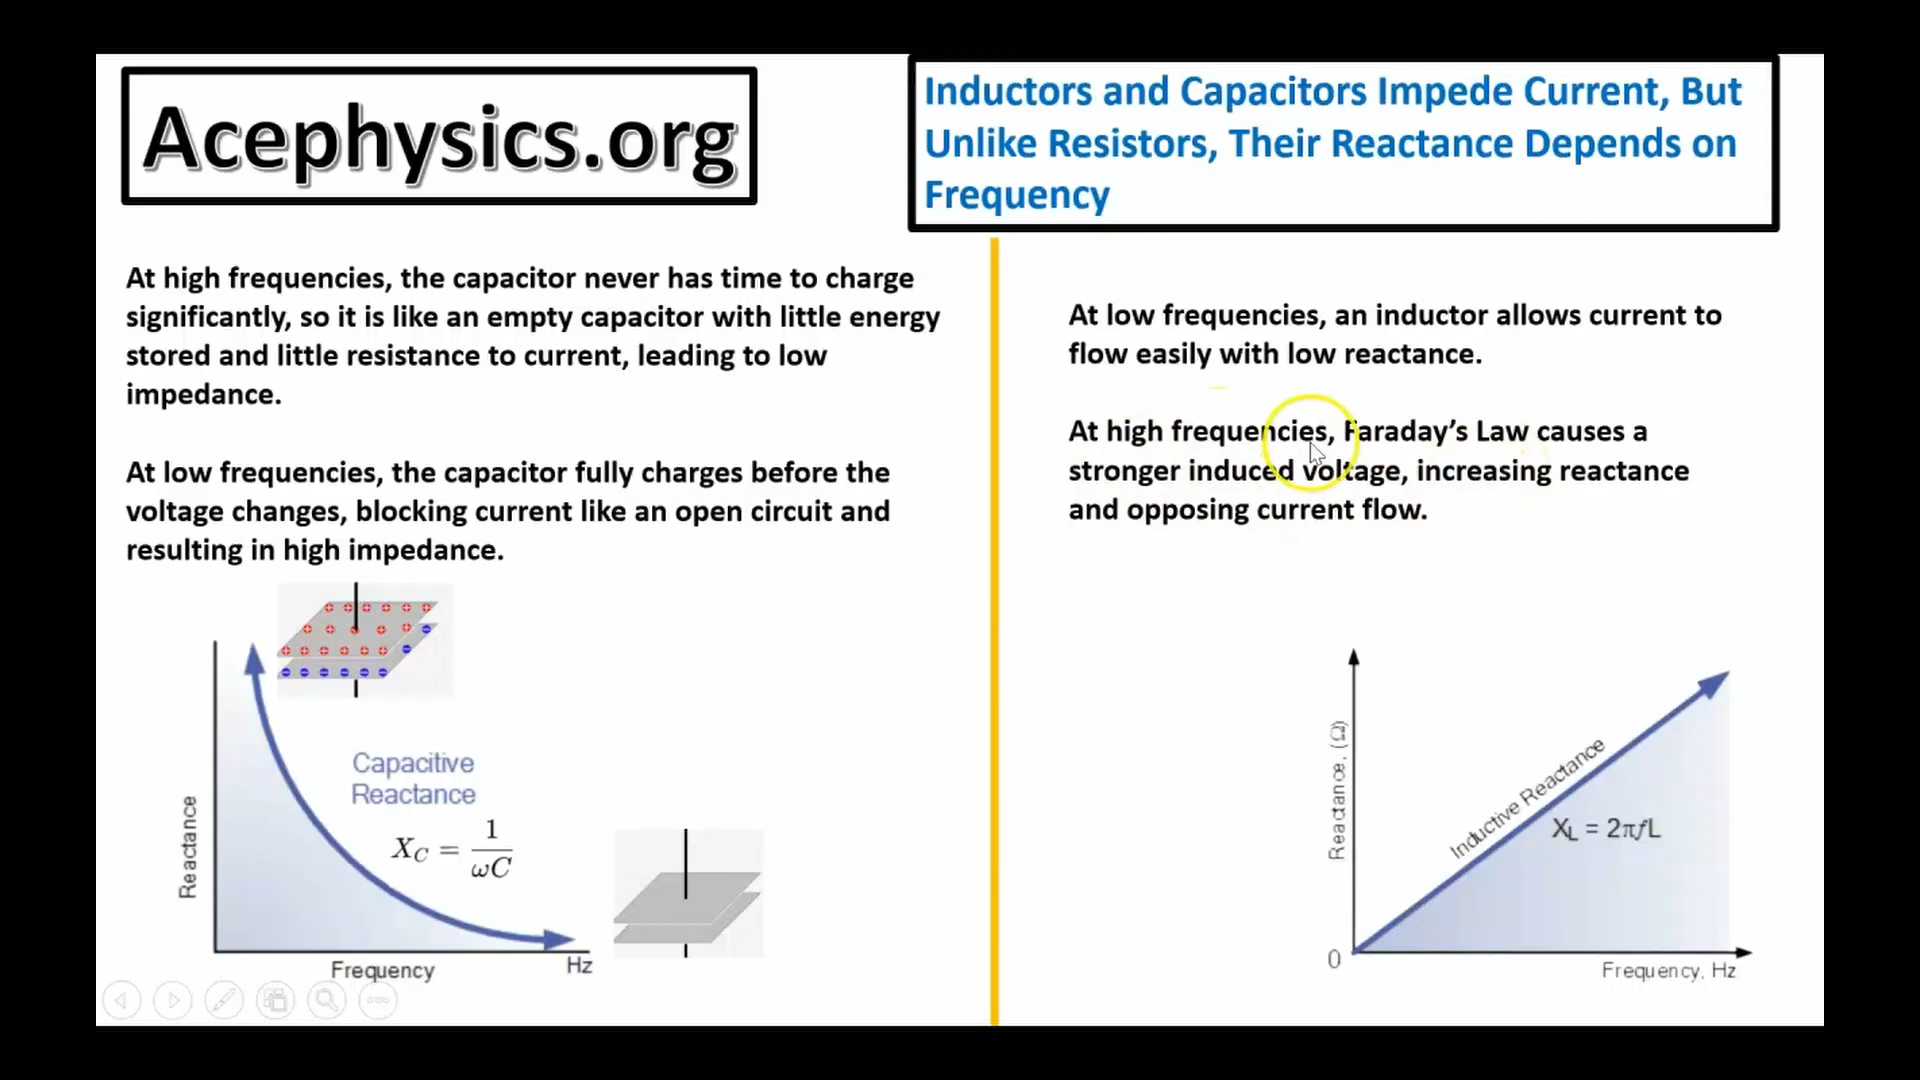 Acephysics.org
Inductors and Capacitors Impede Current, But
Unlike Resistors, Their Reactance Depends on
Frequency
At high frequencies, the capacitor never has time to charge
significantly, so it is like an empty capacitor with little energy
stored and little resistance to current, leading to low
impedance.
At low frequencies, the capacitor fully charges before the
voltage changes, blocking current like an open circuit and
resulting in high impedance.
Reactance
Capacitive
Reactance
X_C = 1/ωC
Frequency
Hz
At low frequencies, an inductor allows current to
flow easily with low reactance.
At high frequencies, Faraday's Law causes a
stronger induced voltage, increasing reactance
and opposing current flow.
Reactance, (Ω)
Inductive Reactance
X_L = 2πƒL
0
Frequency, Hz